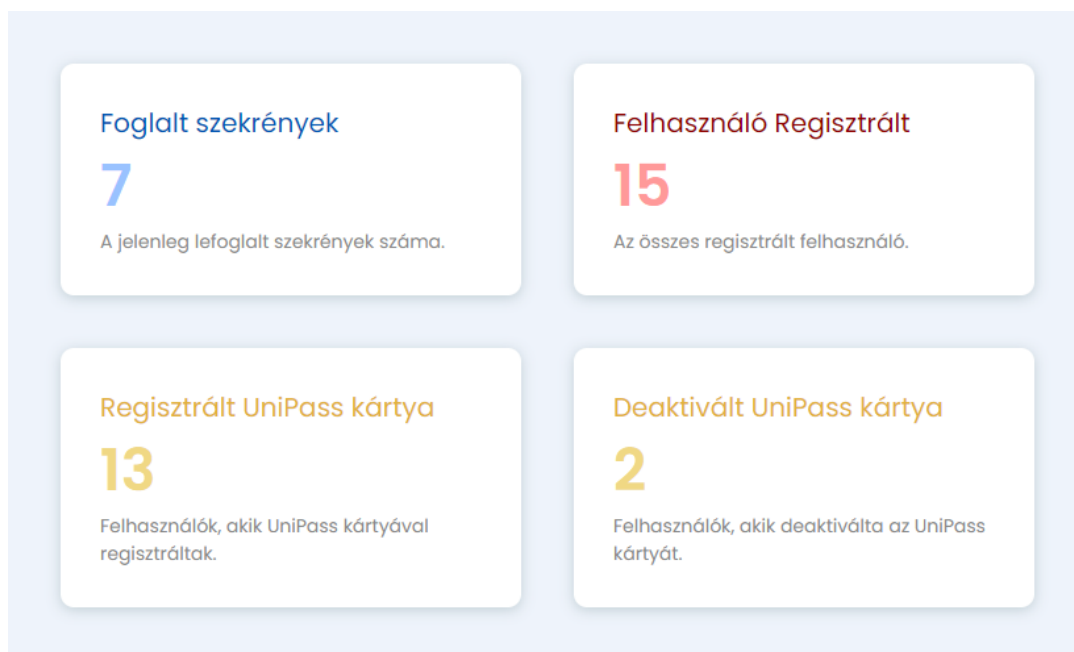 Foglalt szekrények
7
A jelenleg lefoglalt szekrények száma.
Felhasználó Regisztrált
15
Az összes regisztrált felhasználó.
Regisztrált UniPass kártya
13
Felhasználók, akik UniPass kártyával
regisztráltak.
Deaktivált UniPass kártya
2
Felhasználók, akik deaktiválta az UniPass
kártyát.